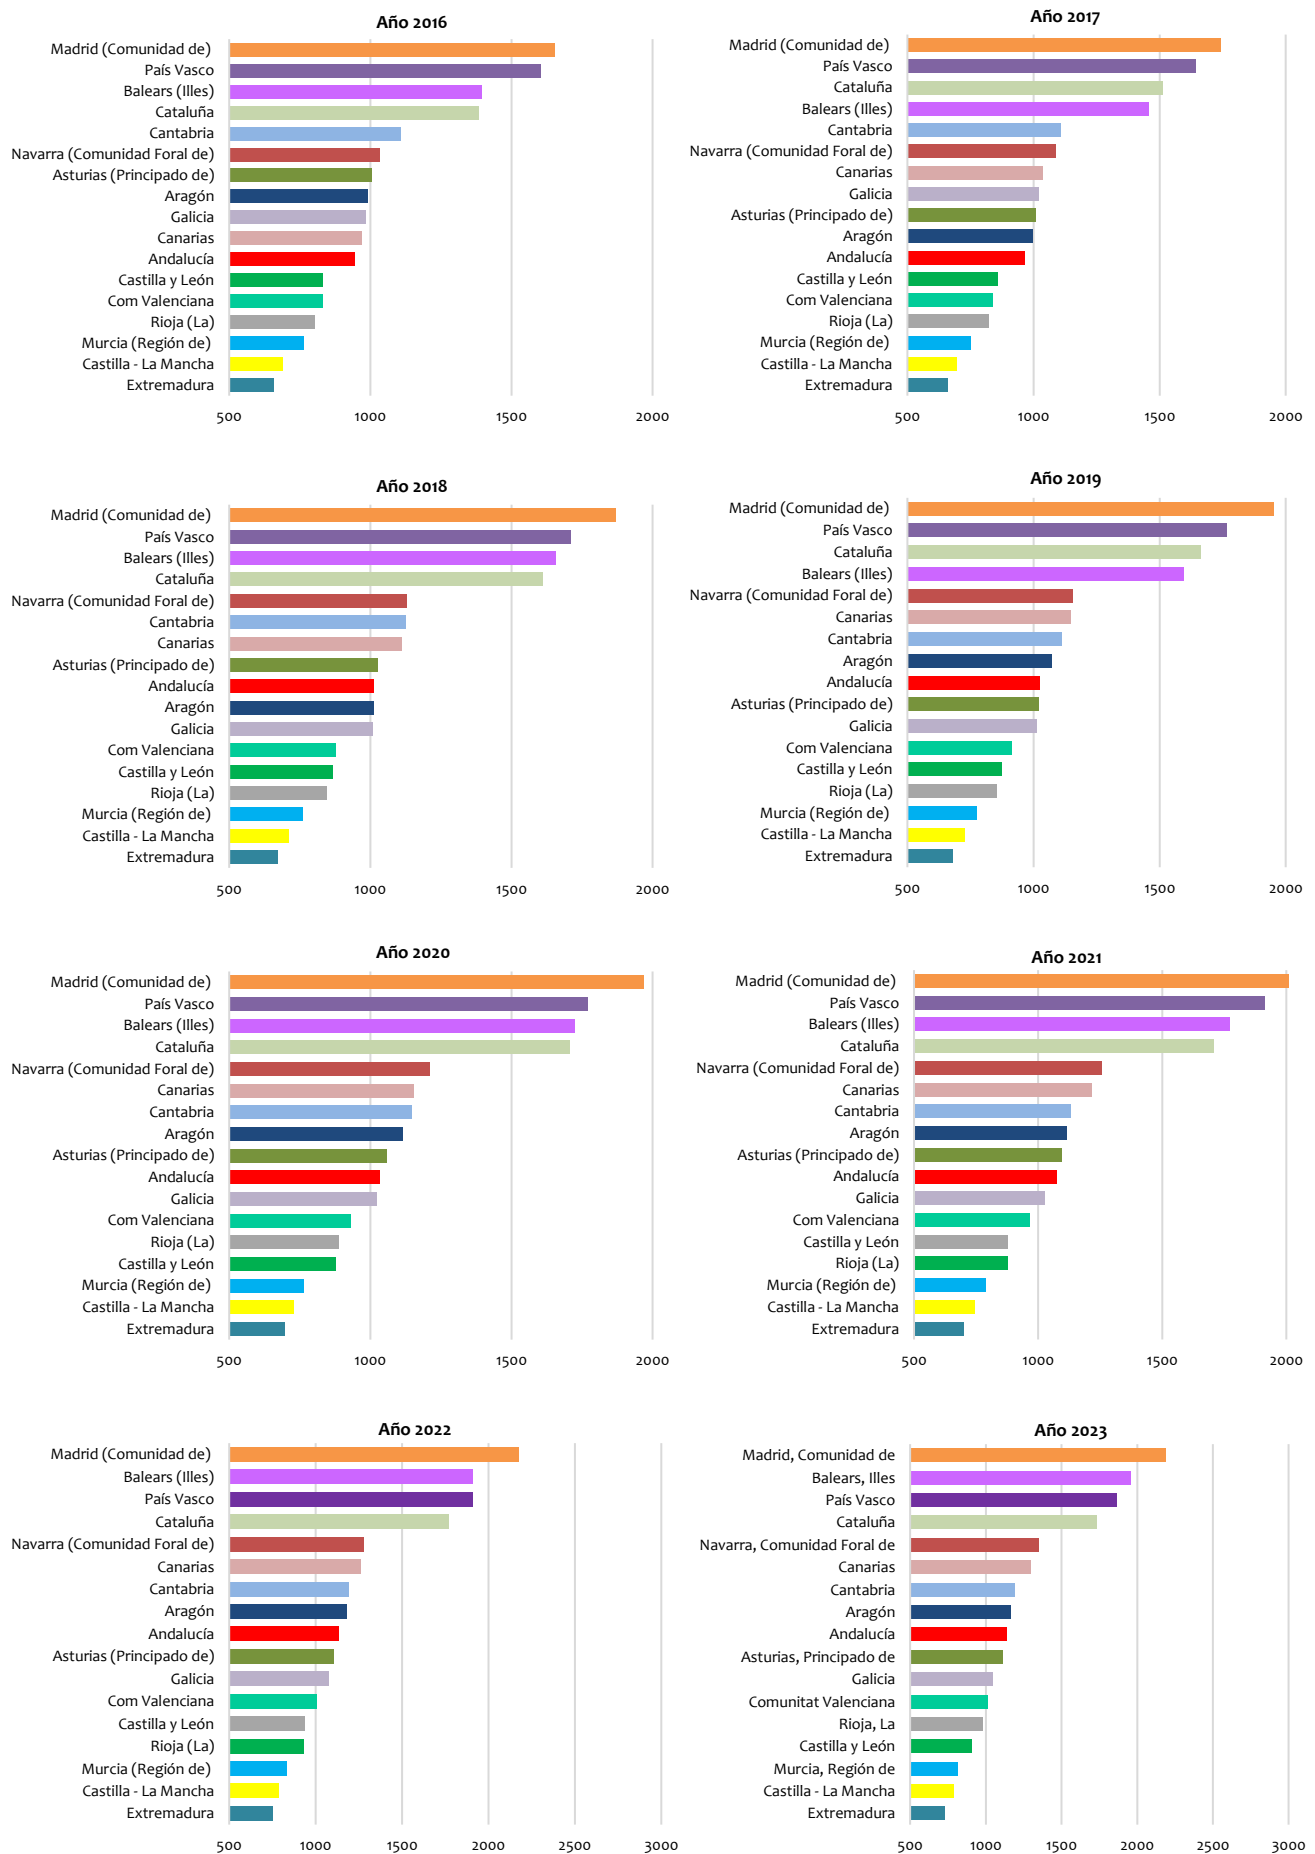 Año 2016
Madrid (Comunidad de)
País Vasco
Balears (Illes)
Cataluña
Cantabria
Navarra (Comunidad Foral de)
Asturias (Principado de)
Aragón
Galicia
Canarias
Andalucía
Castilla y León
Com Valenciana
Rioja (La)
Murcia (Región de)
Castilla - La Mancha
Extremadura
500 1000 1500 2000
Año 2017
Madrid (Comunidad de)
País Vasco
Cataluña
Balears (Illes)
Cantabria
Navarra (Comunidad Foral de)
Canarias
Galicia
Asturias (Principado de)
Aragón
Andalucía
Castilla y León
Com Valenciana
Rioja (La)
Murcia (Región de)
Castilla - La Mancha
Extremadura
500 1000 1500 2000
Año 2018
Madrid (Comunidad de)
País Vasco
Balears (Illes)
Cataluña
Navarra (Comunidad Foral de)
Cantabria
Canarias
Asturias (Principado de)
Andalucía
Aragón
Galicia
Com Valenciana
Castilla y León
Rioja (La)
Murcia (Región de)
Castilla - La Mancha
Extremadura
500 1000 1500 2000
Año 2019
Madrid (Comunidad de)
País Vasco
Cataluña
Balears (Illes)
Navarra (Comunidad Foral de)
Canarias
Cantabria
Aragón
Andalucía
Asturias (Principado de)
Galicia
Com Valenciana
Castilla y León
Rioja (La)
Murcia (Región de)
Castilla - La Mancha
Extremadura
500 1000 1500 2000
Año 2020
Madrid (Comunidad de)
País Vasco
Balears (Illes)
Cataluña
Navarra (Comunidad Foral de)
Canarias
Cantabria
Aragón
Asturias (Principado de)
Andalucía
Galicia
Com Valenciana
Rioja (La)
Castilla y León
Murcia (Región de)
Castilla - La Mancha
Extremadura
500 1000 1500 2000
Año 2021
Madrid (Comunidad de)
País Vasco
Balears (Illes)
Cataluña
Navarra (Comunidad Foral de)
Canarias
Cantabria
Aragón
Asturias (Principado de)
Andalucía
Galicia
Com Valenciana
Castilla y León
Rioja (La)
Murcia (Región de)
Castilla - La Mancha
Extremadura
500 1000 1500 2000
Año 2022
Madrid (Comunidad de)
Balears (Illes)
País Vasco
Cataluña
Navarra (Comunidad Foral de)
Canarias
Cantabria
Aragón
Andalucía
Asturias (Principado de)
Galicia
Com Valenciana
Castilla y León
Rioja (La)
Murcia (Región de)
Castilla - La Mancha
Extremadura
500 1000 1500 2000 2500 3000
Año 2023
Madrid, Comunidad de
Balears, Illes
País Vasco
Cataluña
Navarra, Comunidad Foral de
Canarias
Cantabria
Aragón
Andalucía
Asturias, Principado de
Galicia
Comunitat Valenciana
Rioja, La
Castilla y León
Murcia, Región de
Castilla - La Mancha
Extremadura
500 1000 1500 2000 2500 3000